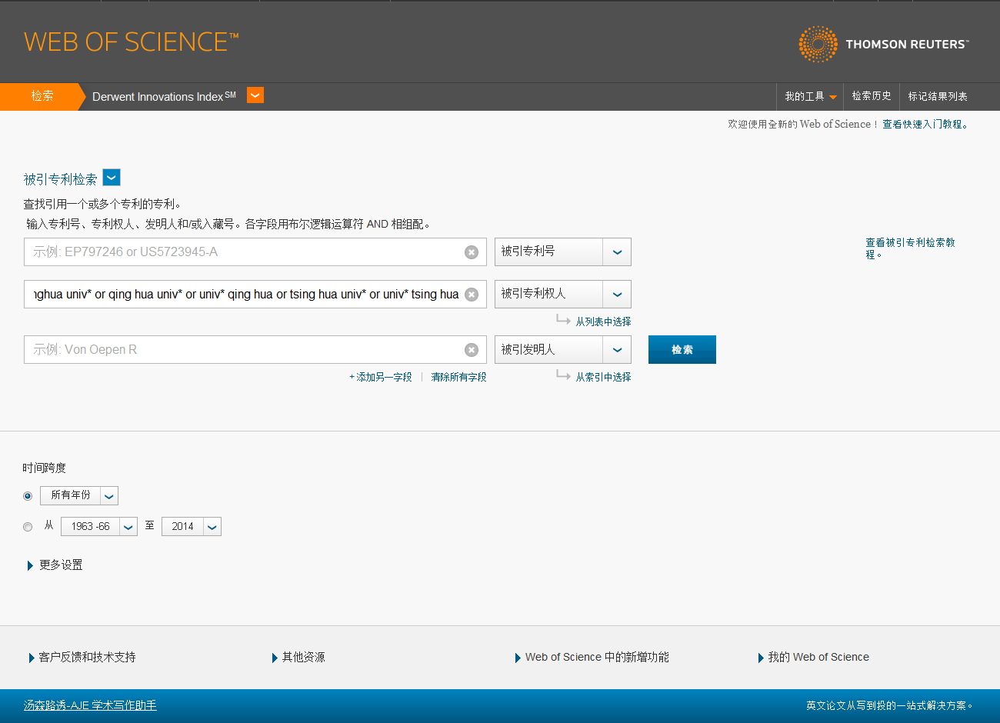 WEB OF SCIENCE™
THOMSON REUTERS™
检索
Derwent Innovations Index℠
我的工具
检索历史
标记结果列表
欢迎使用全新的 Web of Science！ 查看快速入门教程。
被引专利检索
查找引用一个或多个专利的专利。
输入专利号、专利权人、发明人和/或入藏号。各字段用布尔逻辑运算符 AND 相组配。
示例: EP797246 or US5723945-A
被引专利号
查看被引专利检索教
程。
nghua univ* or qing hua univ* or univ* qing hua or tsing hua univ* or univ* tsing hua
被引专利权人
从列表中选择
示例: Von Oepen R
被引发明人
检索
+ 添加另一字段 | 清除所有字段
从索引中选择
时间跨度
所有年份
从 1963 -66 至 2014
更多设置
客户反馈和技术支持
其他资源
Web of Science 中的新增功能
我的 Web of Science
汤森路透-AJE 学术写作助手
英文论文从写到投的一站式解决方案。